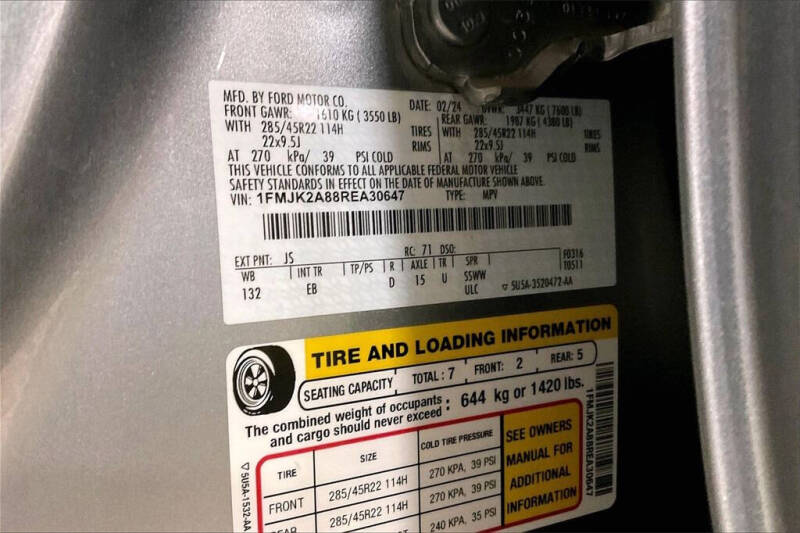 MFD. BY FORD MOTOR CO. DATE: 02/24 GVWR: 3447 KG (7600 LB)
FRONT GAWR: 1610 KG (3550 LB) REAR GAWR: 1987 KG (4380 LB)
WITH 285/45R22 114H TIRES WITH 285/45R22 114H TIRES
22x9.5J RIMS 22x9.5J RIMS
AT 270 kPa/ 39 PSI COLD AT 270 kPa/ 39 PSI COLD
THIS VEHICLE CONFORMS TO ALL APPLICABLE FEDERAL MOTOR VEHICLE
SAFETY STANDARDS IN EFFECT ON THE DATE OF MANUFACTURE SHOWN ABOVE.
VIN: 1FMJK2A88REA30647 TYPE: MPV
EXT PNT: JS RC: 71 DSO: F0316
WB INT TR TP/PS R AXLE TR SPR T0511
132 EB D 15 U SSWW
ULC ▽ 5U5A-3520472-AA
TIRE AND LOADING INFORMATION
SEATING CAPACITY TOTAL : 7 FRONT: 2 REAR: 5
The combined weight of occupants
and cargo should never exceed : 644 kg or 1420 lbs.
TIRE SIZE COLD TIRE PRESSURE
FRONT 285/45R22 114H 270 KPA, 39 PSI
REAR 285/45R22 114H 270 KPA, 39 PSI
240 KPA, 35 PSI
SEE OWNERS
MANUAL FOR
ADDITIONAL
INFORMATION
1FMJK2A88REA30647
▽ 5U5A-1532-AA